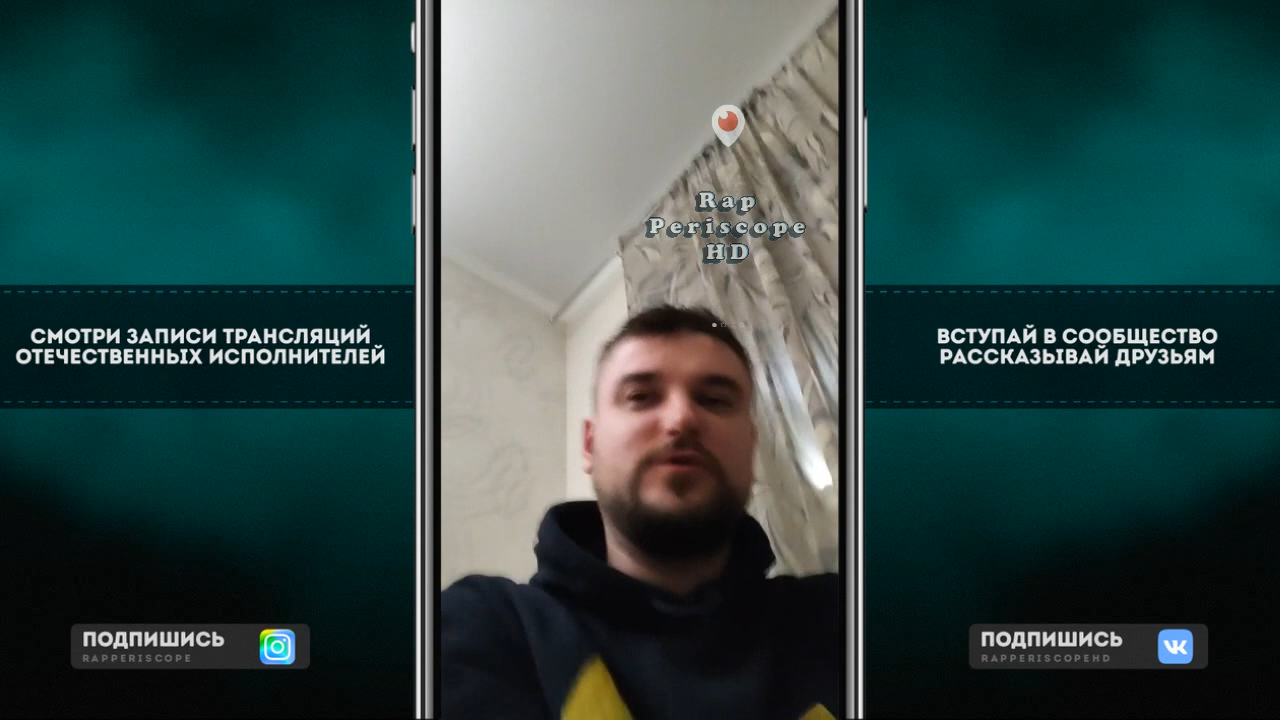 Rap
Periscope
HD
СМОТРИ ЗАПИСИ ТРАНСЛЯЦИЙ
ОТЕЧЕСТВЕННЫХ ИСПОЛНИТЕЛЕЙ
ВСТУПАЙ В СООБЩЕСТВО
РАССКАЗЫВАЙ ДРУЗЬЯМ
ПОДПИШИСЬ
RAPPERISCOPE
ПОДПИШИСЬ
RAPPERISCOPEHD